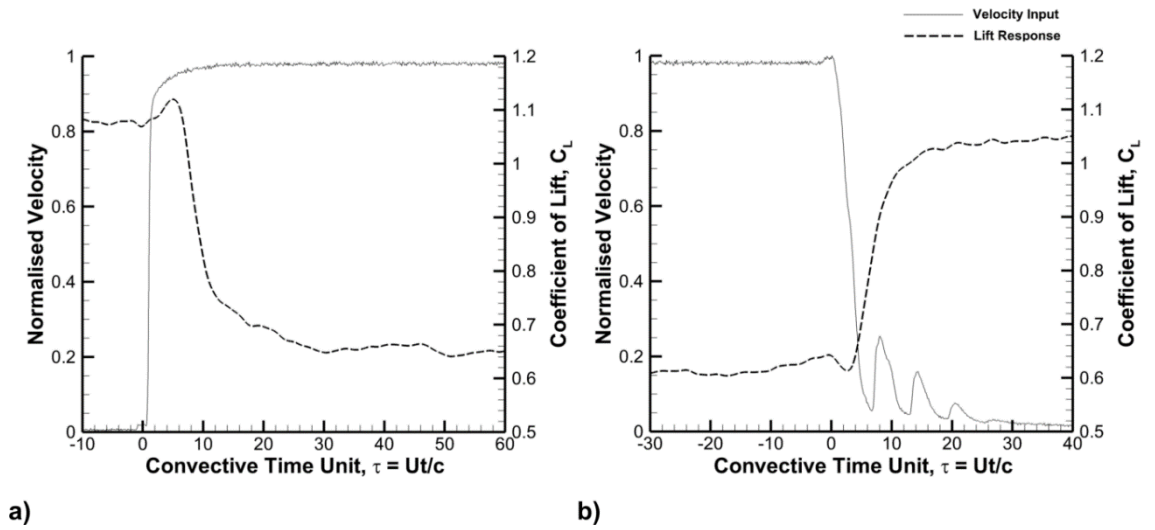 Velocity Input
Lift Response
1
0.8
0.6
0.4
0.2
0
Normalised Velocity
-10 0 10 20 30 40 50 60
Convective Time Unit, τ = Ut/c
1.2
1.1
1
0.9
0.8
0.7
0.6
0.5
Coefficient of Lift, C_L
a)
1
0.8
0.6
0.4
0.2
0
Normalised Velocity
-30 -20 -10 0 10 20 30 40
Convective Time Unit, τ = Ut/c
1.2
1.1
1
0.9
0.8
0.7
0.6
0.5
Coefficient of Lift, C_L
b)